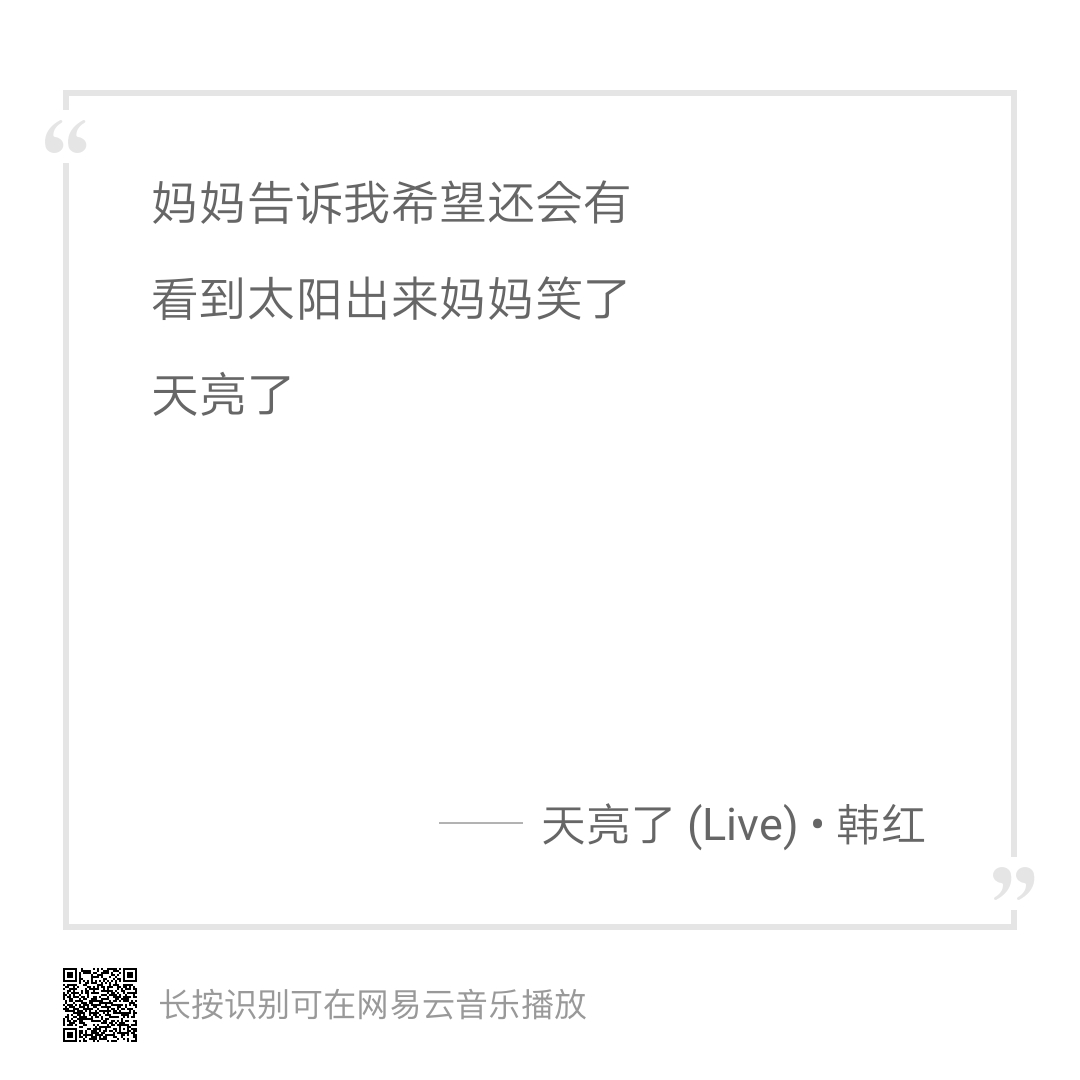 妈妈告诉我希望还会有
看到太阳出来妈妈笑了
天亮了
—— 天亮了 (Live) • 韩红
长按识别可在网易云音乐播放